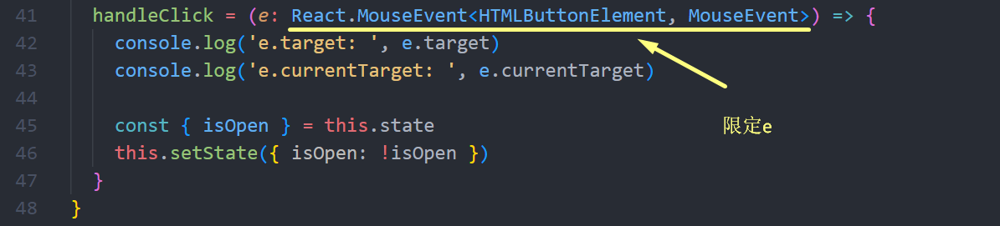 41 handleClick = (e: React.MouseEvent<HTMLButtonElement, MouseEvent>) => {
42 console.log('e.target: ', e.target)
43 console.log('e.currentTarget: ', e.currentTarget)
44
45 const { isOpen } = this.state
限定e
46 this.setState({ isOpen: !isOpen })
47 }
48 }